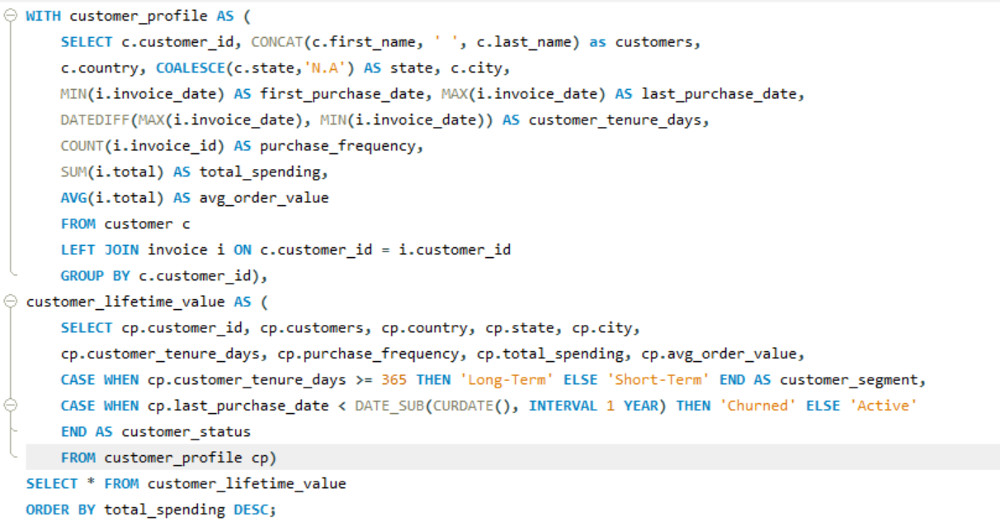 WITH customer_profile AS (
SELECT c.customer_id, CONCAT(c.first_name, ' ', c.last_name) as customers,
c.country, COALESCE(c.state,'N.A') AS state, c.city,
MIN(i.invoice_date) AS first_purchase_date, MAX(i.invoice_date) AS last_purchase_date,
DATEDIFF(MAX(i.invoice_date), MIN(i.invoice_date)) AS customer_tenure_days,
COUNT(i.invoice_id) AS purchase_frequency,
SUM(i.total) AS total_spending,
AVG(i.total) AS avg_order_value
FROM customer c
LEFT JOIN invoice i ON c.customer_id = i.customer_id
GROUP BY c.customer_id),
customer_lifetime_value AS (
SELECT cp.customer_id, cp.customers, cp.country, cp.state, cp.city,
cp.customer_tenure_days, cp.purchase_frequency, cp.total_spending, cp.avg_order_value,
CASE WHEN cp.customer_tenure_days >= 365 THEN 'Long-Term' ELSE 'Short-Term' END AS customer_segment,
CASE WHEN cp.last_purchase_date < DATE_SUB(CURDATE(), INTERVAL 1 YEAR) THEN 'Churned' ELSE 'Active'
END AS customer_status
FROM customer_profile cp)
SELECT * FROM customer_lifetime_value
ORDER BY total_spending DESC;